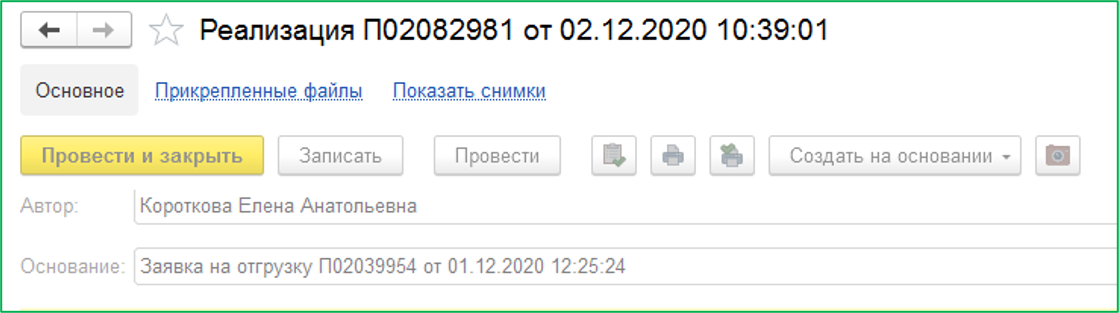 Реализация П02082981 от 02.12.2020 10:39:01
Основное Прикрепленные файлы Показать снимки
Провести и закрыть Записать Провести Создать на основании
Автор: Короткова Елена Анатольевна
Основание: Заявка на отгрузку П02039954 от 01.12.2020 12:25:24